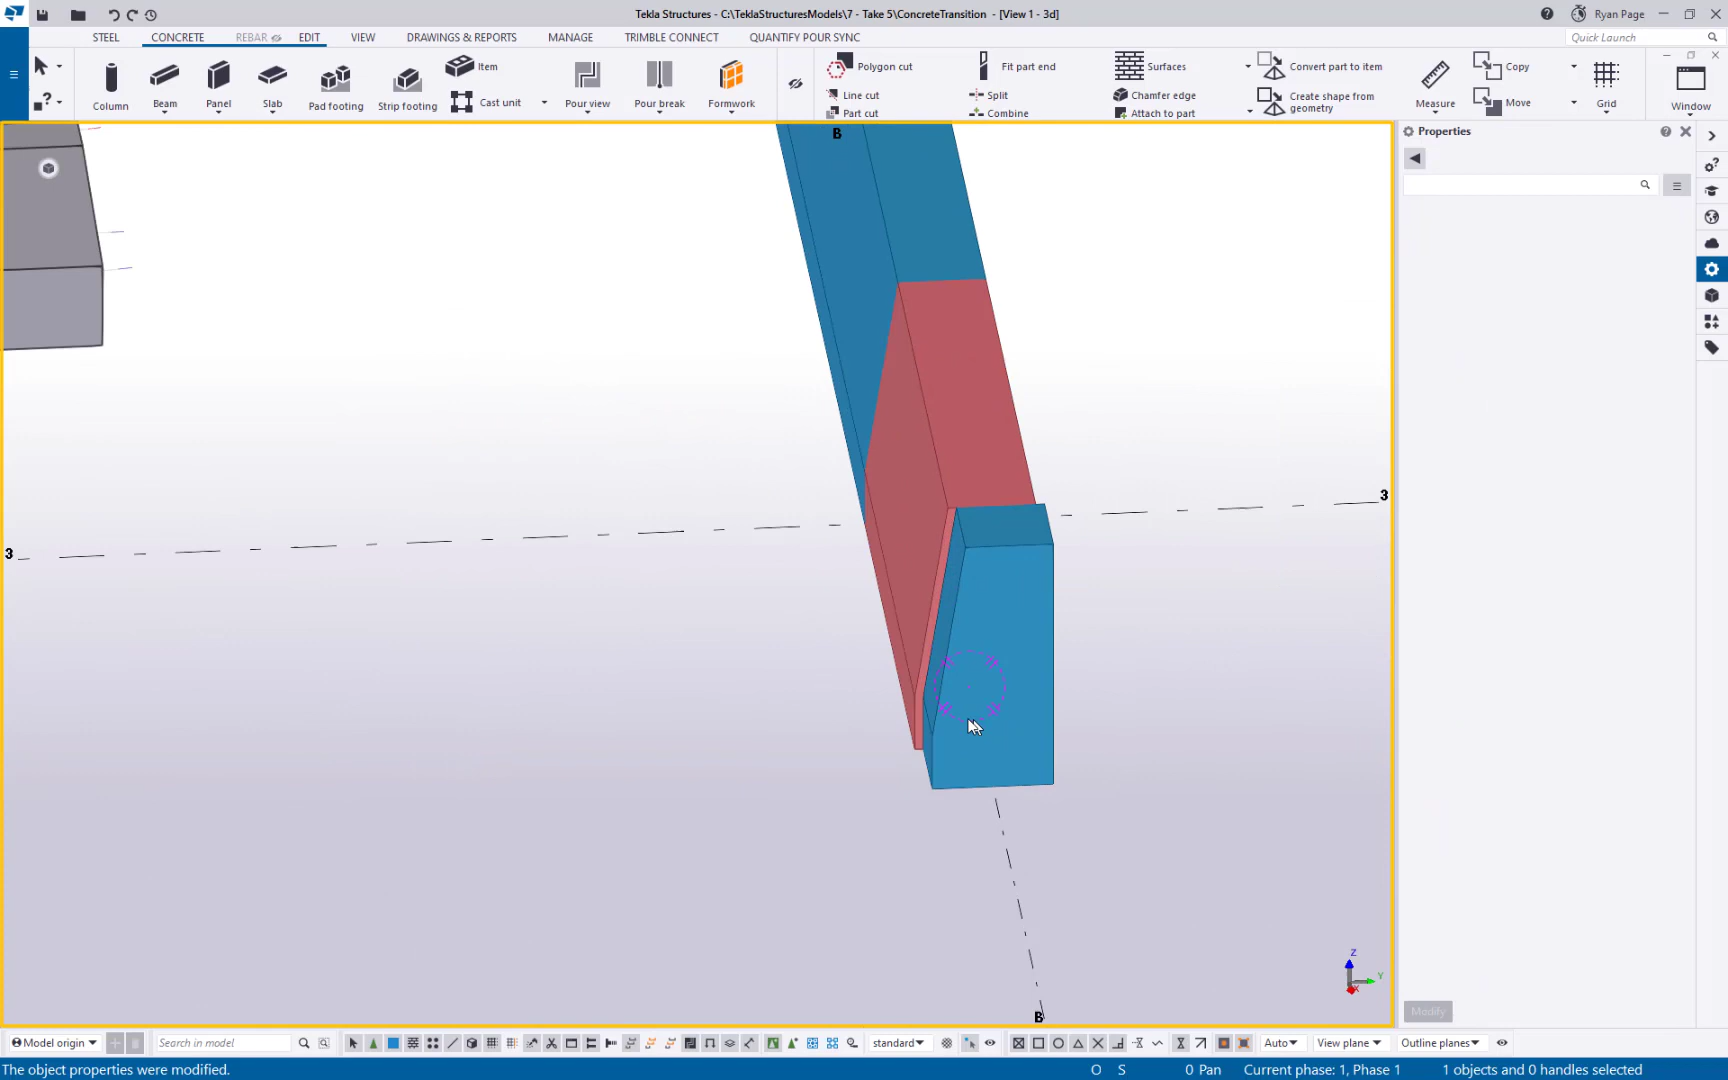 Tekla Structures - C:\TeklaStructuresModels\7 - Take 5\ConcreteTransition - [View 1 - 3d]
Ryan Page
STEEL CONCRETE REBAR EDIT VIEW DRAWINGS & REPORTS MANAGE TRIMBLE CONNECT QUANTIFY POUR SYNC
Quick Launch
Item Polygon cut Fit part end Surfaces Convert part to item Copy
Line cut Split Chamfer edge Create shape from geometry
Column Beam Panel Slab Pad footing Strip footing Cast unit Pour view Pour break Formwork Measure Move Grid Window
Part cut Combine Attach to part
B
Properties
3
3
Z
Y
X
Modify
B
Model origin Search in model standard Auto View plane Outline planes
The object properties were modified. O S 0 Pan Current phase: 1, Phase 1 1 objects and 0 handles selected